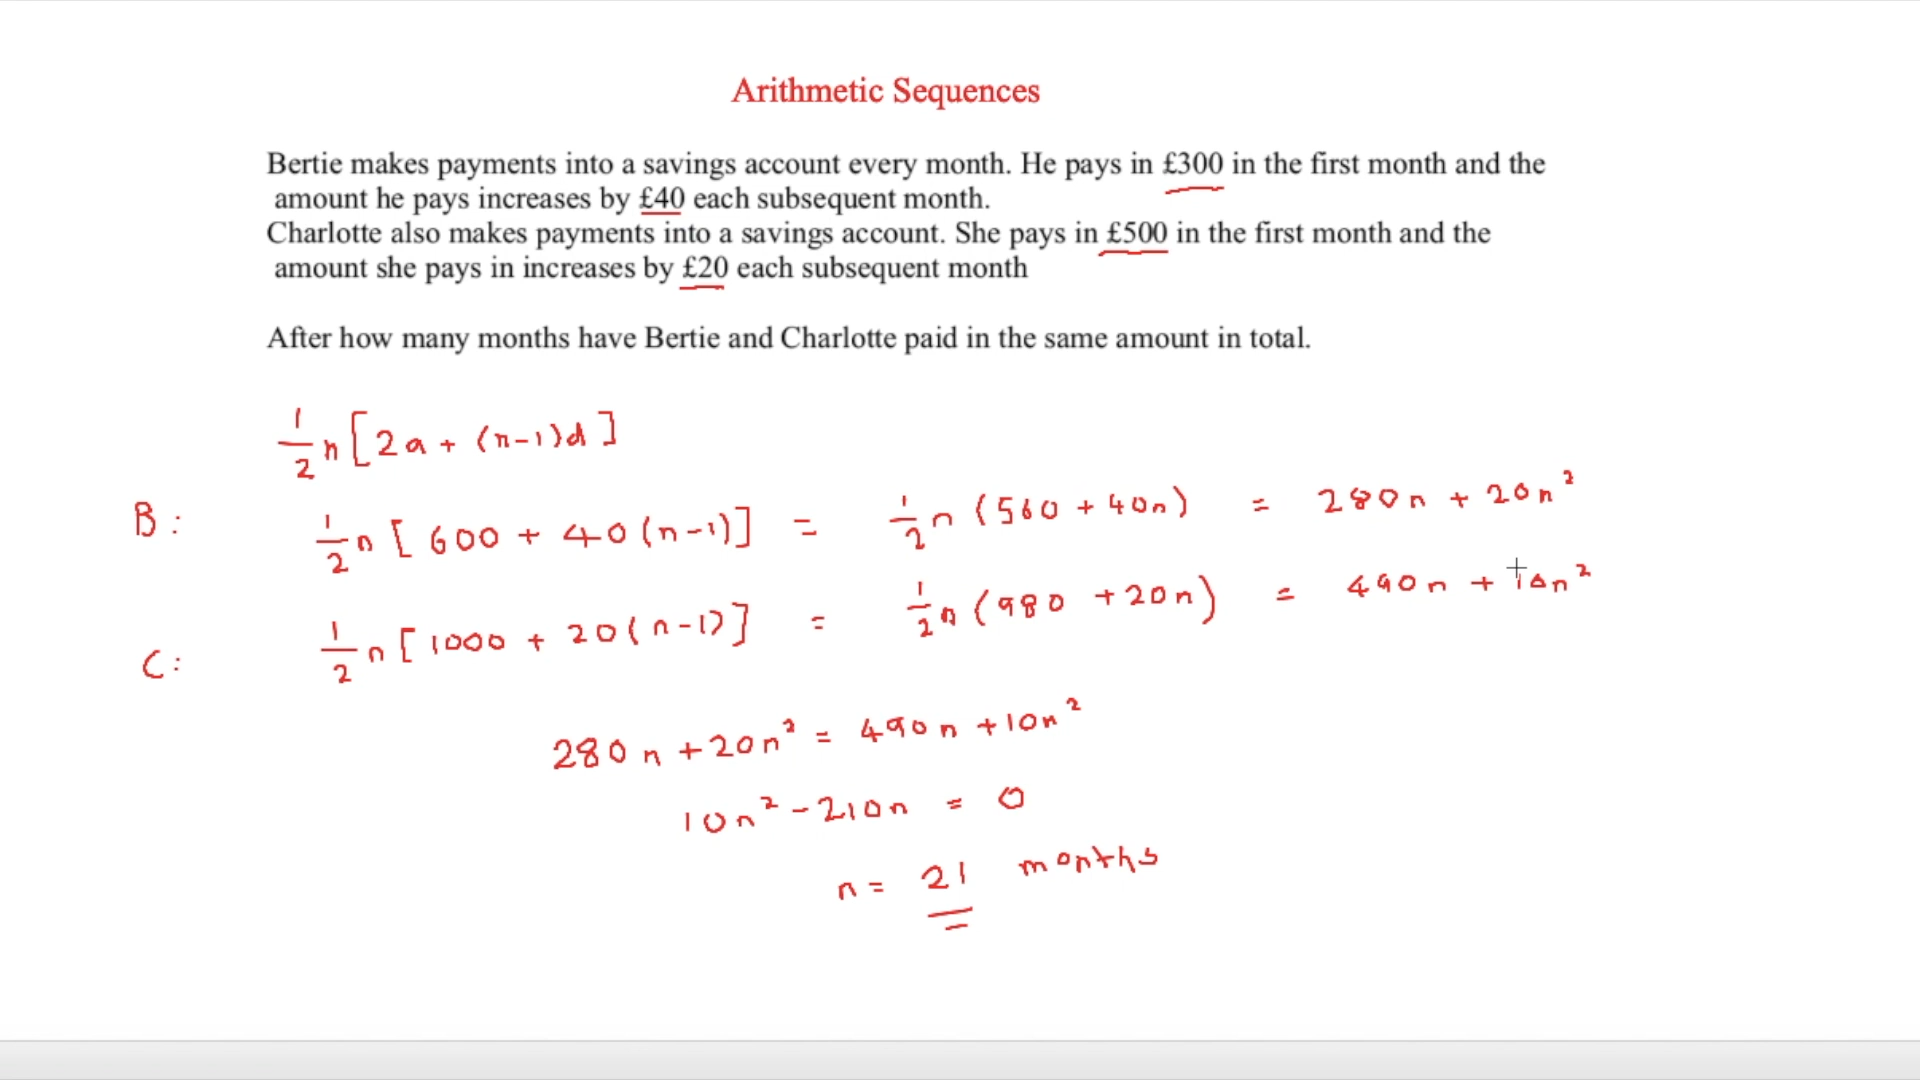 Arithmetic Sequences
Bertie makes payments into a savings account every month. He pays in £300 in the first month and the
amount he pays increases by £40 each subsequent month.
Charlotte also makes payments into a savings account. She pays in £500 in the first month and the
amount she pays in increases by £20 each subsequent month
After how many months have Bertie and Charlotte paid in the same amount in total.
1/2 n [2a + (n-1)d]
B: 1/2 n [600 + 40(n-1)] = 1/2 n (560 + 40n) = 280n + 20n²
C: 1/2 n [1000 + 20(n-1)] = 1/2 n (980 + 20n) = 490n + 10n²
280n + 20n² = 490n + 10n²
10n² - 210n = 0
n = 21 months